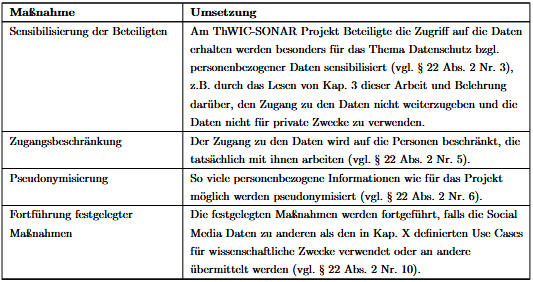 Maßnahme Umsetzung
Sensibilisierung der Beteiligten Am ThWIC-SONAR Projekt Beteiligte die Zugriff auf die Daten
erhalten werden besonders für das Thema Datenschutz bzgl.
personenbezogener Daten sensibilisiert (vgl. § 22 Abs. 2 Nr. 3),
z.B. durch das Lesen von Kap. 3 dieser Arbeit und Belehrung
darüber, den Zugang zu den Daten nicht weiterzugeben und die
Daten nicht für private Zwecke zu verwenden.
Zugangsbeschränkung Der Zugang zu den Daten wird auf die Personen beschränkt, die
tatsächlich mit ihnen arbeiten (vgl. § 22 Abs. 2 Nr. 5).
Pseudonymisierung So viele personenbezogene Informationen wie für das Projekt
möglich werden pseudonymisiert (vgl. § 22 Abs. 2 Nr. 6).
Fortführung festgelegter Die festgelegten Maßnahmen werden fortgeführt, falls die Social
Maßnahmen Media Daten zu anderen als den in Kap. X definierten Use Cases
für wissenschaftliche Zwecke verwendet oder an andere
übermittelt werden (vgl. § 22 Abs. 2 Nr. 10).